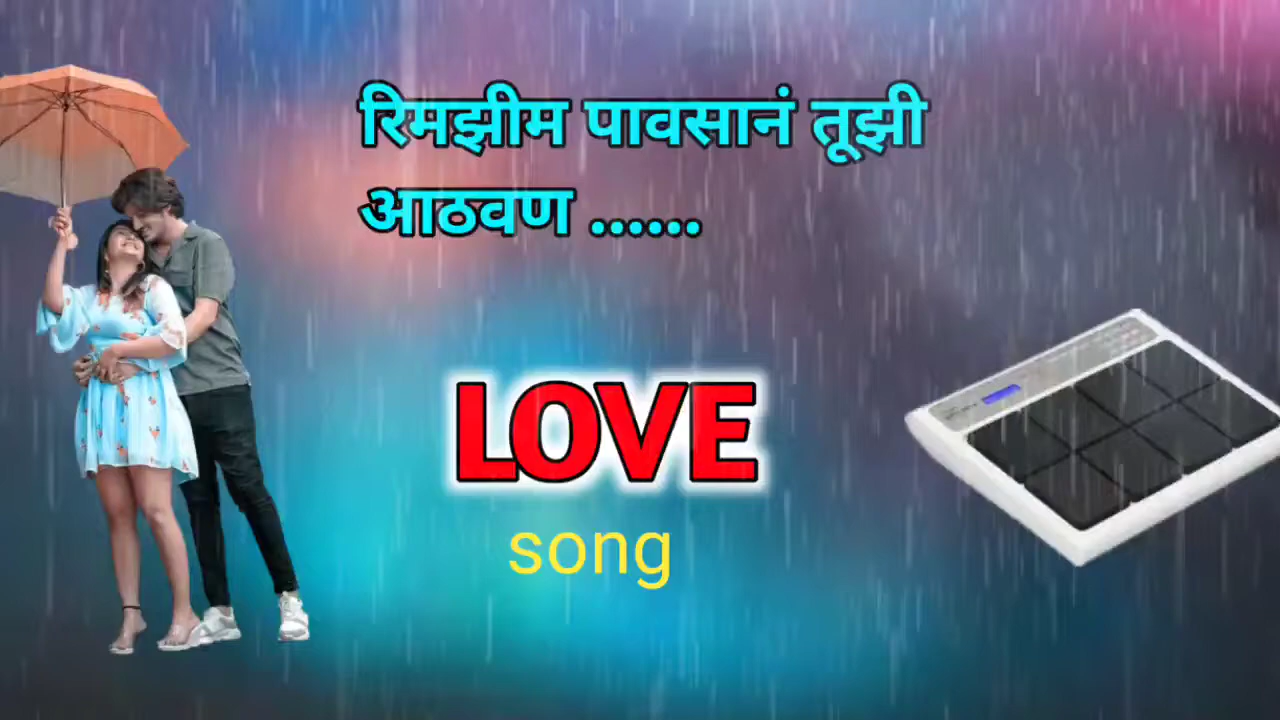 रिमझीम पावसानं तूझी
आठवण ......
LOVE
song